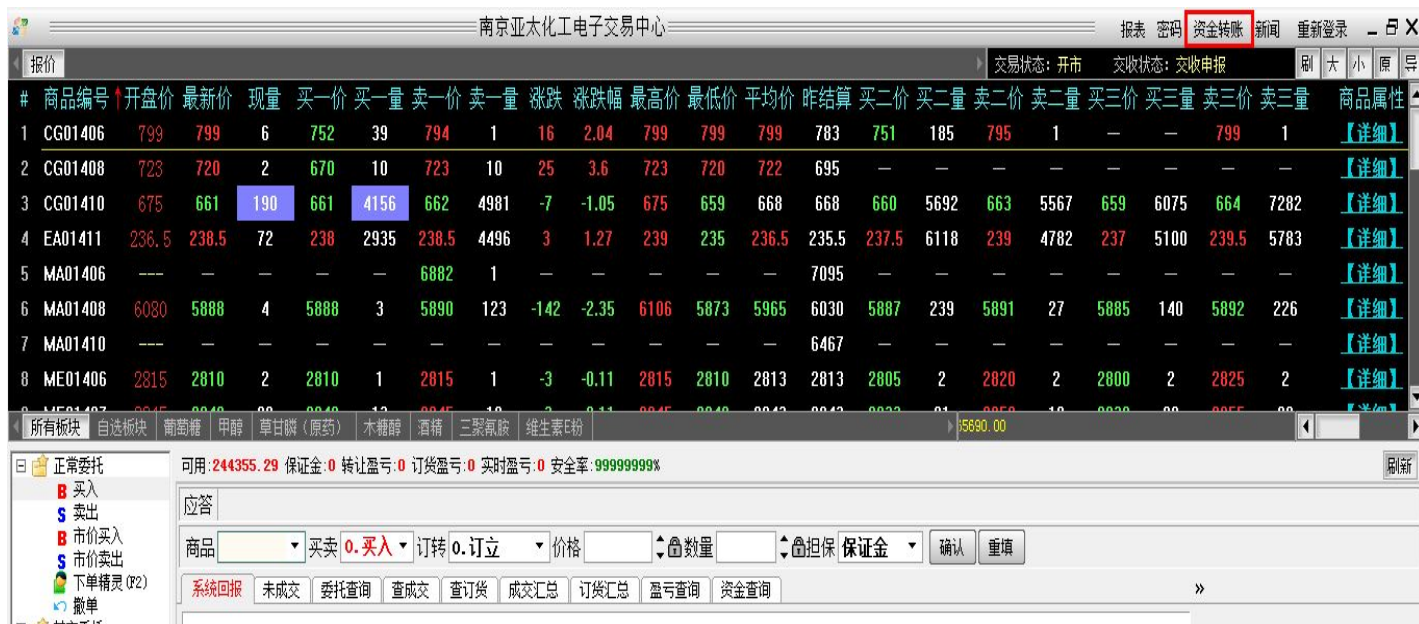 南京亚太化工电子交易中心 报表 密码 资金转账 新闻 重新登录
报价 交易状态：开市 交收状态：交收申报 刷 大 小 原 导
# 商品编号 ↑ 开盘价 最新价 现量 买一价 买一量 卖一价 卖一量 涨跌 涨跌幅 最高价 最低价 平均价 昨结算 买二价 买二量 卖二价 卖二量 买三价 买三量 卖三价 卖三量 商品属性
1 CG01406 799 799 6 752 39 794 1 16 2.04 799 799 799 783 751 185 795 1 — — 799 1 【详细】
2 CG01408 723 720 2 670 10 723 10 25 3.6 723 720 722 695 — — — — — — — — 【详细】
3 CG01410 675 661 190 661 4156 662 4981 -7 -1.05 675 659 668 668 660 5692 663 5567 659 6075 664 7282 【详细】
4 EA01411 236.5 238.5 72 238 2935 238.5 4496 3 1.27 239 235 236.5 235.5 237.5 6118 239 4782 237 5100 239.5 5783 【详细】
5 MA01406 --- — — — — 6882 1 — — — — — 7095 — — — — — — — — 【详细】
6 MA01408 6080 5888 4 5888 3 5890 123 -142 -2.35 6106 5873 5965 6030 5887 239 5891 27 5885 140 5892 226 【详细】
7 MA01410 --- — — — — — — — — — — — 6467 — — — — — — — — 【详细】
8 ME01406 2815 2810 2 2810 1 2815 1 -3 -0.11 2815 2810 2813 2813 2805 2 2820 2 2800 2 2825 2 【详细】
所有板块 自选板块 葡萄糖 甲醇 草甘膦（原药） 木糖醇 酒精 三聚氰胺 维生素E粉 5690.00
正常委托 可用:244355.29 保证金:0 转让盈亏:0 订货盈亏:0 实时盈亏:0 安全率:99999999% 刷新
B 买入
S 卖出
B 市价买入
S 市价卖出
下单精灵(F2)
撤单
应答
商品 买卖 0.买入 订转 0.订立 价格 数量 担保 保证金 确认 重填
系统回报 未成交 委托查询 查成交 查订货 成交汇总 订货汇总 盈亏查询 资金查询 »